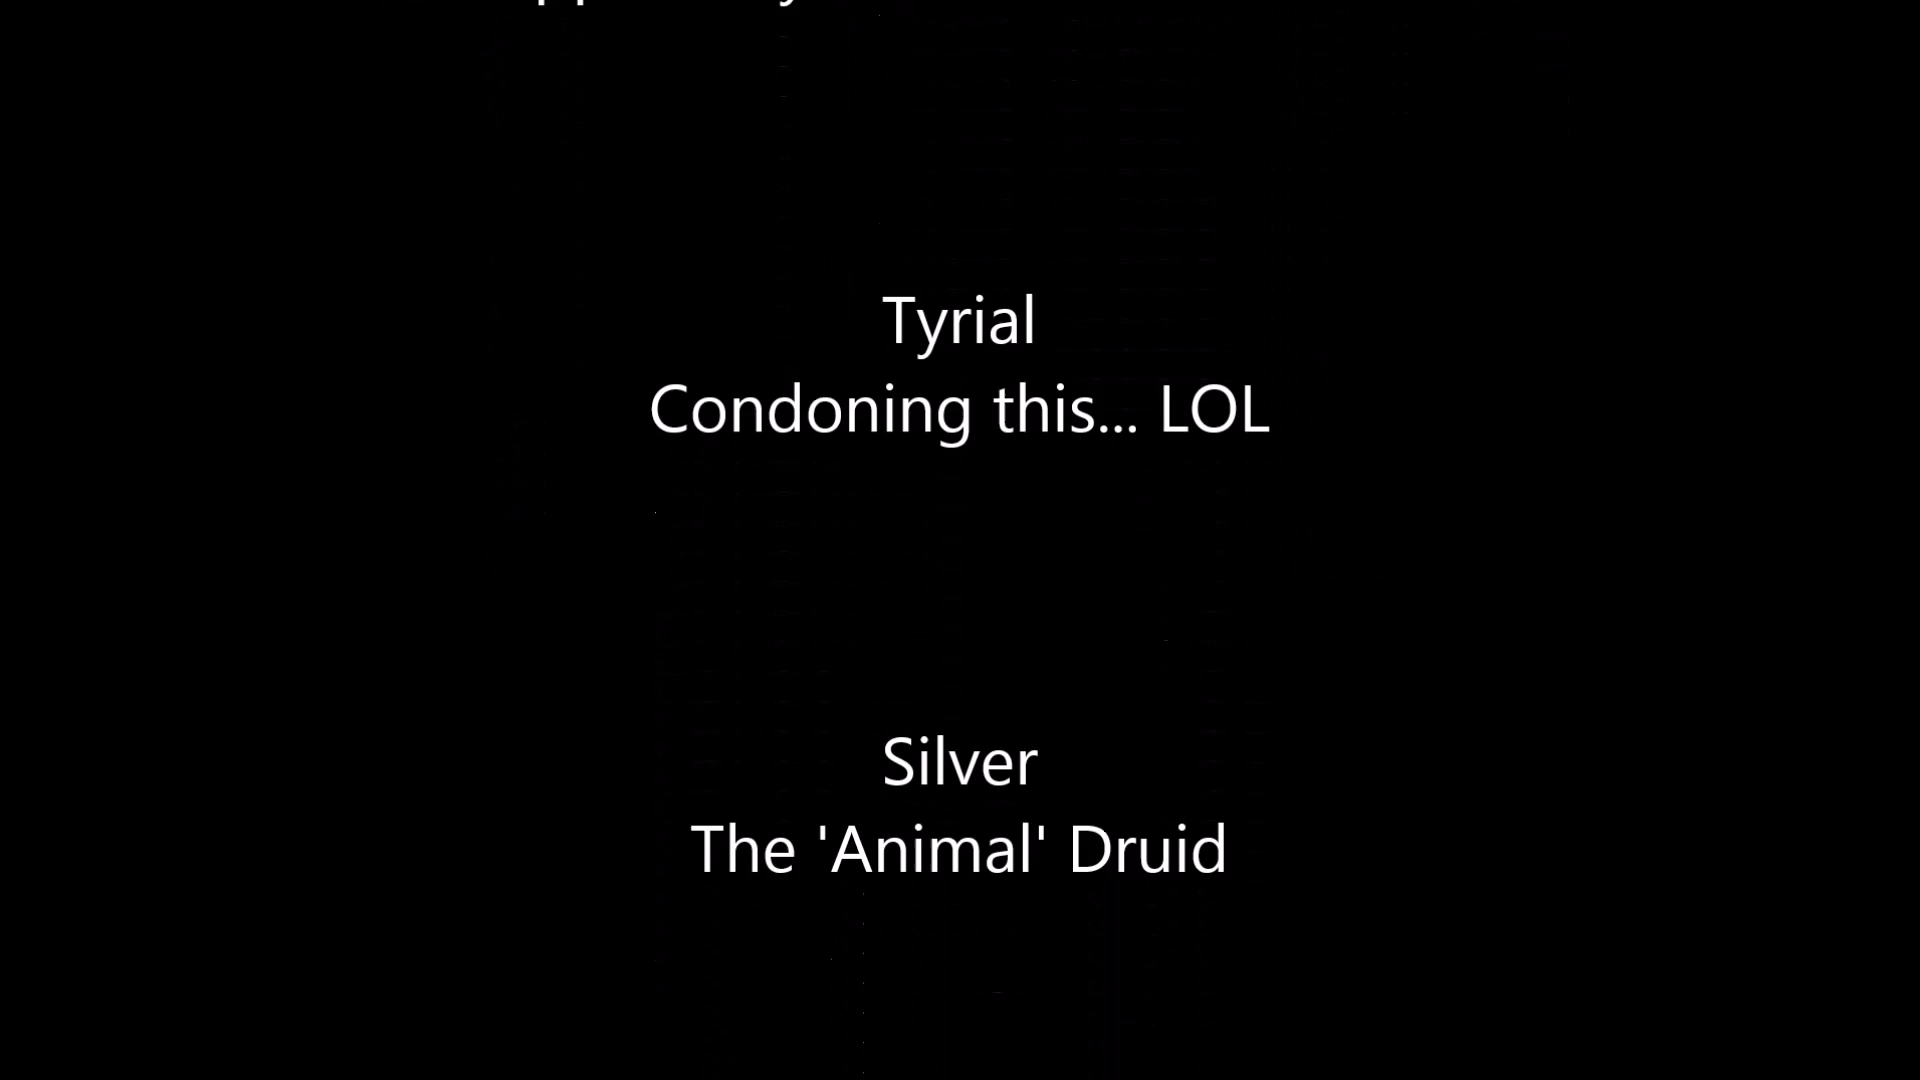 Tyrial
Condoning this... LOL
Silver
The 'Animal' Druid